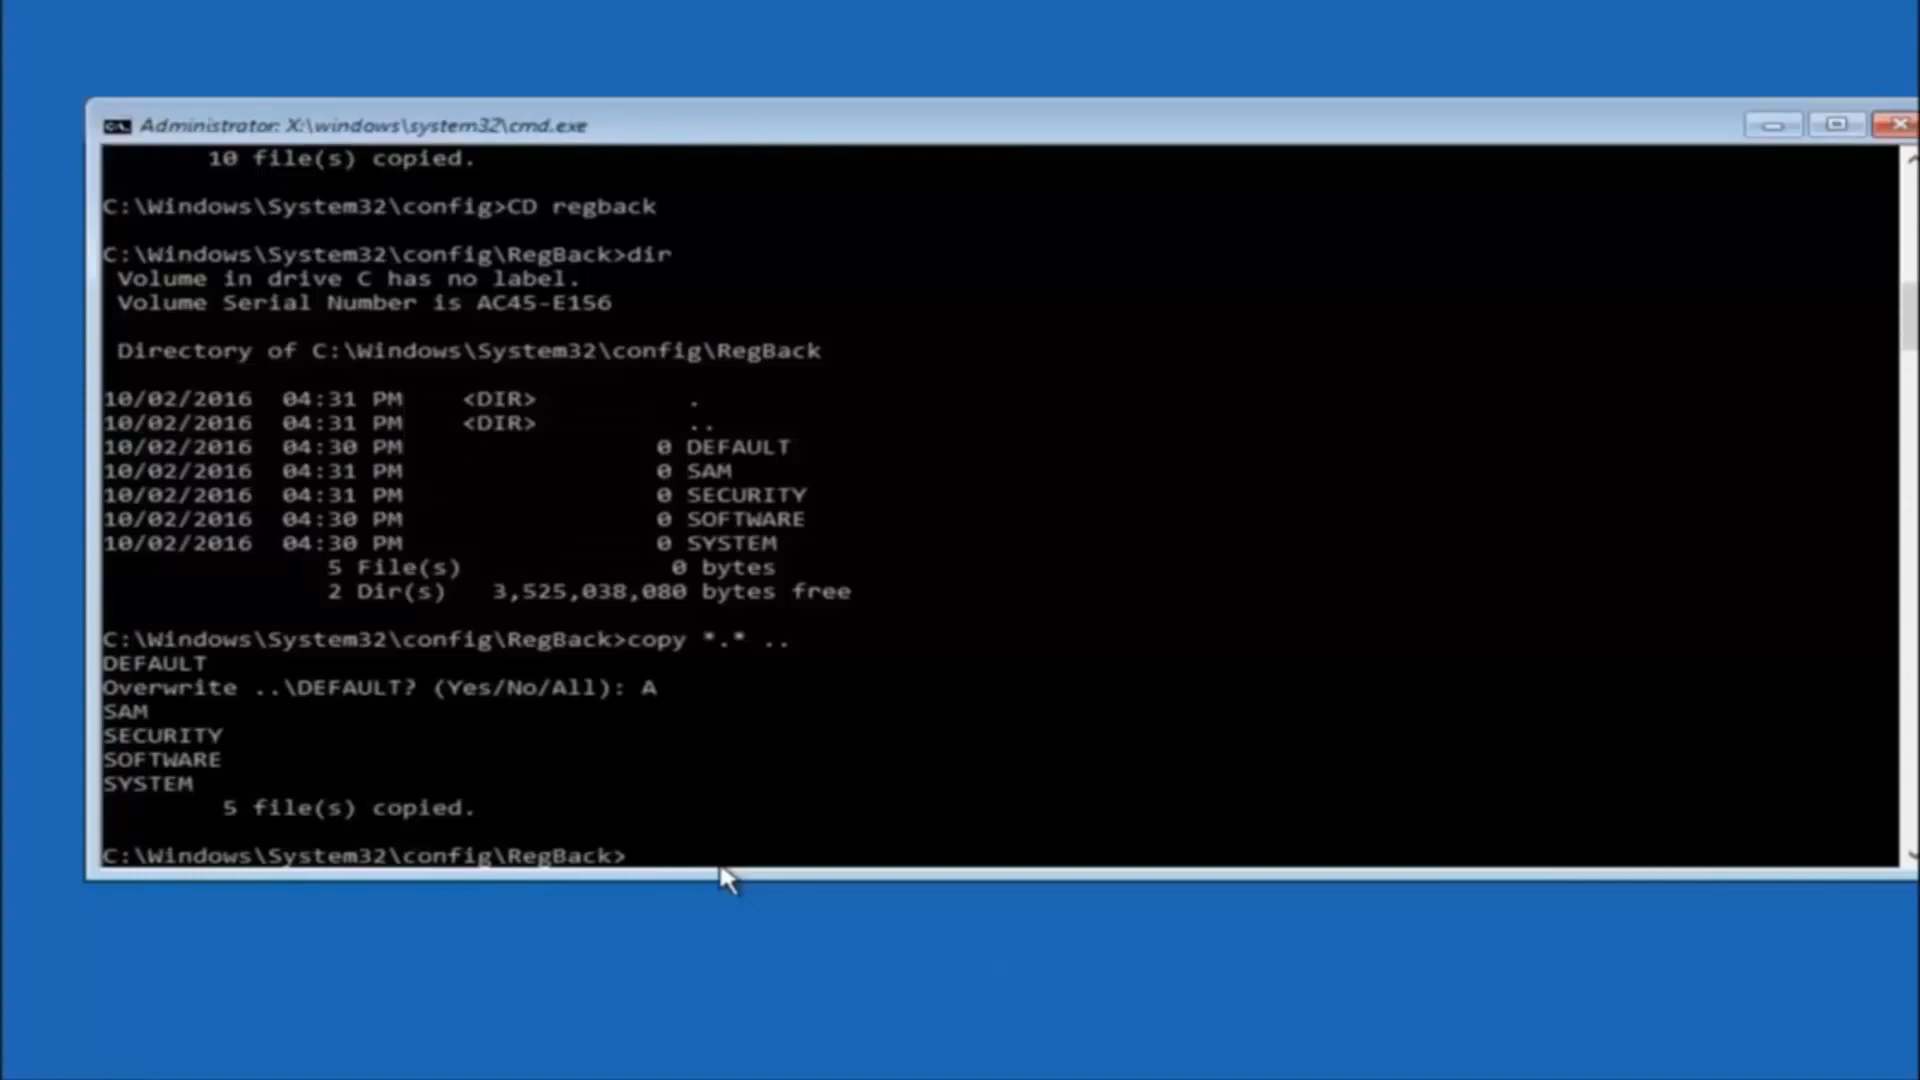 Administrator: X:\windows\system32\cmd.exe
10 file(s) copied.
C:\Windows\System32\config>CD regback
C:\Windows\System32\config\RegBack>dir
Volume in drive C has no label.
Volume Serial Number is AC45-E156
Directory of C:\Windows\System32\config\RegBack
10/02/2016  04:31 PM    <DIR>          .
10/02/2016  04:31 PM    <DIR>          ..
10/02/2016  04:30 PM                 0 DEFAULT
10/02/2016  04:31 PM                 0 SAM
10/02/2016  04:31 PM                 0 SECURITY
10/02/2016  04:30 PM                 0 SOFTWARE
10/02/2016  04:30 PM                 0 SYSTEM
5 File(s)              0 bytes
2 Dir(s)   3,525,038,080 bytes free
C:\Windows\System32\config\RegBack>copy *.* ..
DEFAULT
Overwrite ..\DEFAULT? (Yes/No/All): A
SAM
SECURITY
SOFTWARE
SYSTEM
5 file(s) copied.
C:\Windows\System32\config\RegBack>